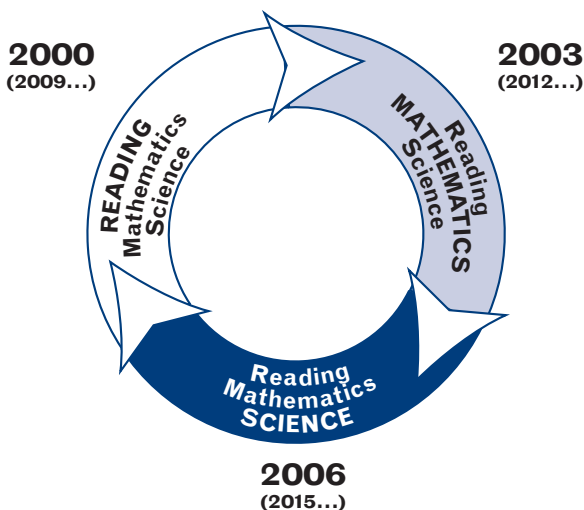 2000
(2009...)
READING
Mathematics
Science
2003
(2012...)
Reading
MATHEMATICS
Science
Reading
Mathematics
SCIENCE
2006
(2015...)